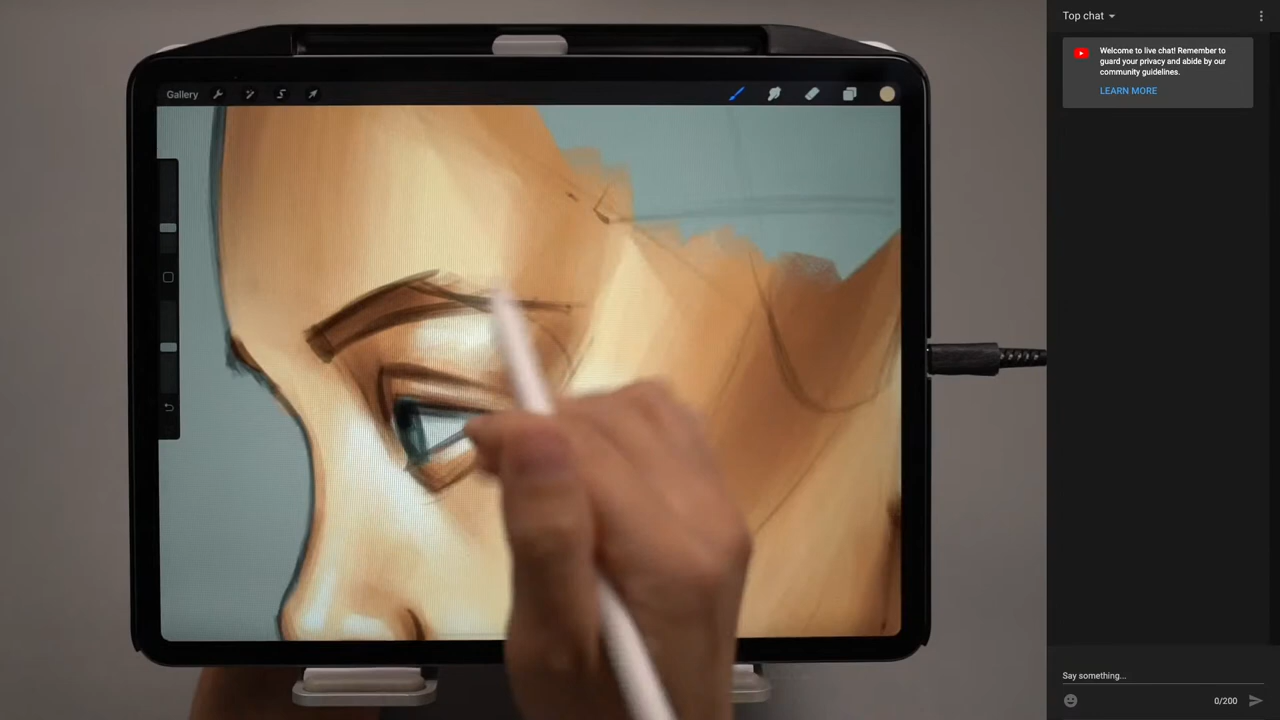 Gallery
Top chat
Welcome to live chat! Remember to
guard your privacy and abide by our
community guidelines.
LEARN MORE
Say something...
0/200